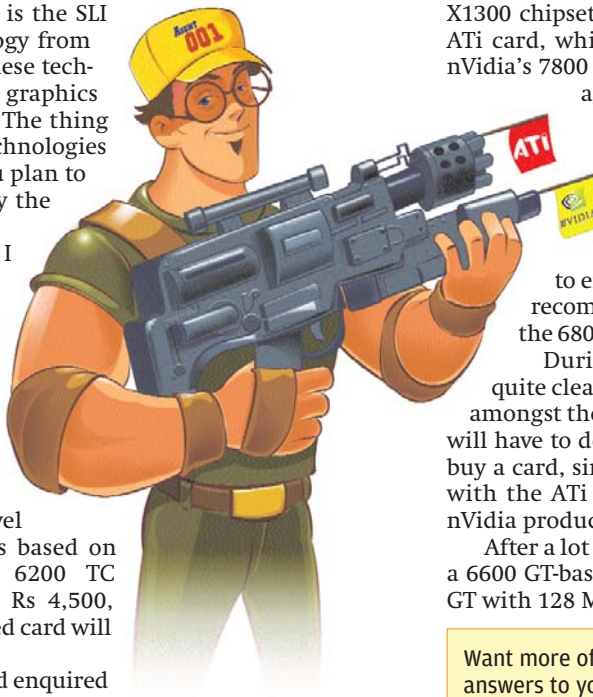 is the SLI
ogy from
nese tech-
graphics
The thing
chnologies
u plan to
y the
I
vel
s based on
6200 TC
Rs 4,500,
ed card will
d enquired
AGENT
001
ATi
NVIDIA
X1300 chipset
ATi card, whi
nVidia's 7800
a
to e
recom
the 680
Duri
quite clea
amongst the
will have to de
buy a card, sin
with the ATi
nVidia produc
After a lot
a 6600 GT-based
GT with 128 M
Want more of
answers to yo